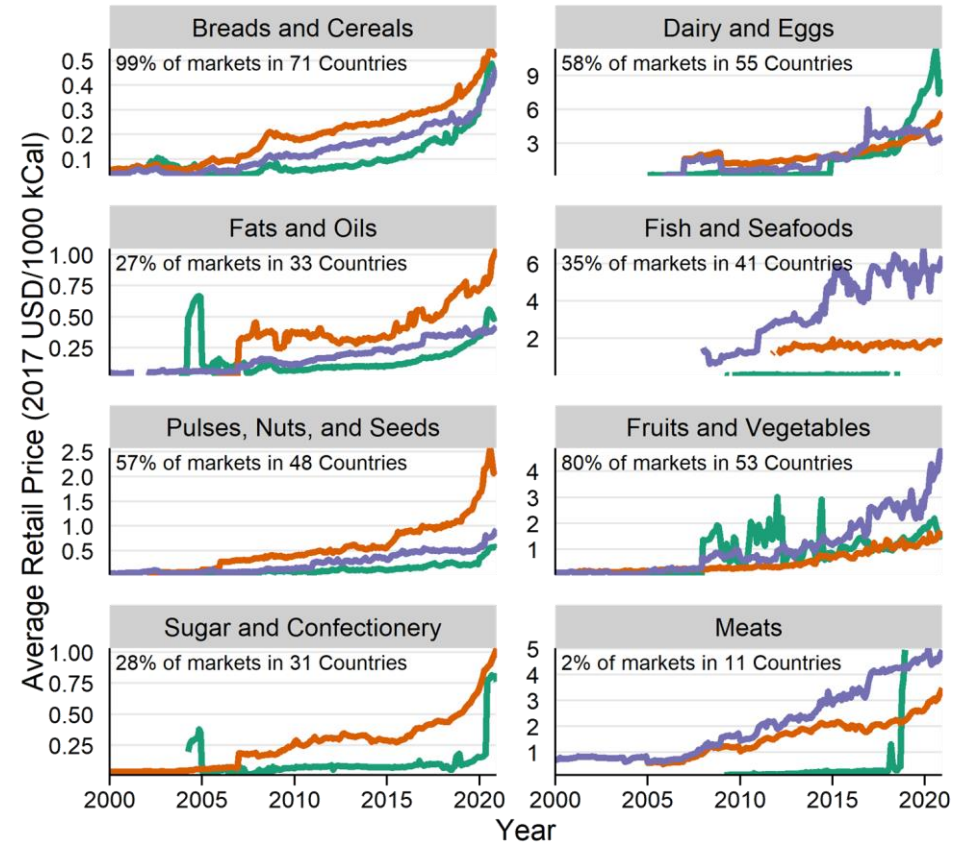 Average Retail Price (2017 USD/1000 kCal)
Breads and Cereals
99% of markets in 71 Countries
0.5
0.4
0.3
0.2
0.1
Dairy and Eggs
58% of markets in 55 Countries
9
6
3
Fats and Oils
27% of markets in 33 Countries
1.00
0.75
0.50
0.25
Fish and Seafoods
35% of markets in 41 Countries
6
4
2
Pulses, Nuts, and Seeds
57% of markets in 48 Countries
2.5
2.0
1.5
1.0
0.5
Fruits and Vegetables
80% of markets in 53 Countries
4
3
2
1
Sugar and Confectionery
28% of markets in 31 Countries
1.00
0.75
0.50
0.25
2000 2005 2010 2015 2020
Meats
2% of markets in 11 Countries
5
4
3
2
1
2000 2005 2010 2015 2020
Year